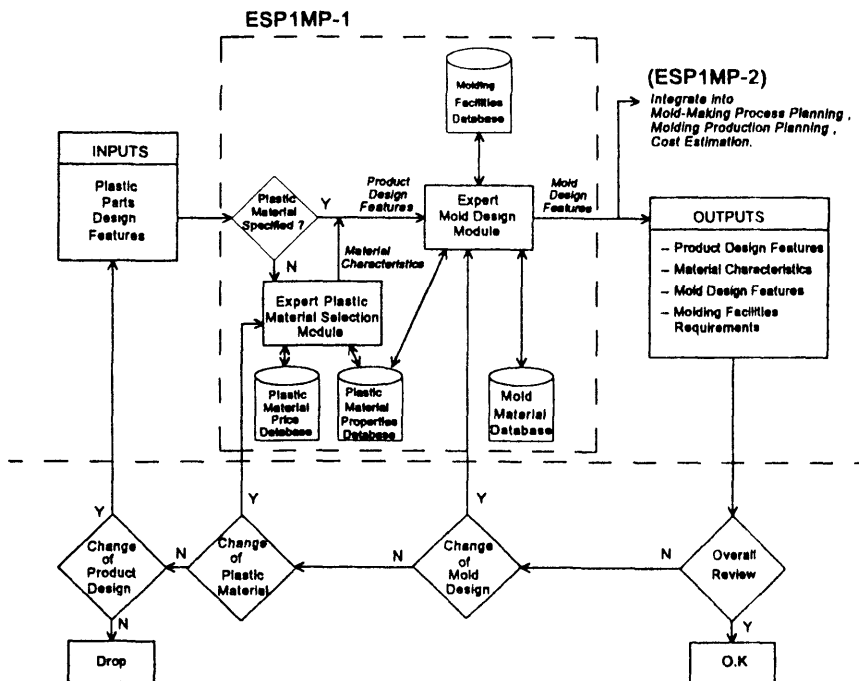 ESP1MP-1
(ESP1MP-2)
Integrate into
Mold-Making Process Planning ,
Molding Production Planning ,
Cost Estimation.
Molding
Facilities
Database
INPUTS
Plastic
Parts
Design
Features
Plastic
Material
Specified ?
Y
N
Product
Design
Features
Material
Characteristics
Expert
Mold Design
Module
Mold
Design
Features
OUTPUTS
– Product Design Features
– Material Characteristics
– Mold Design Features
– Molding Facilities
Requirements
Expert Plastic
Material Selection
Module
Plastic
Material
Price
Database
Plastic
Material
Properties
Database
Mold
Material
Database
Y
Y
Y
Change
of
Product
Design
N
Change
of
Plastic
Material
N
Change
of
Mold
Design
N
Overall
Review
N
Y
Drop
O.K